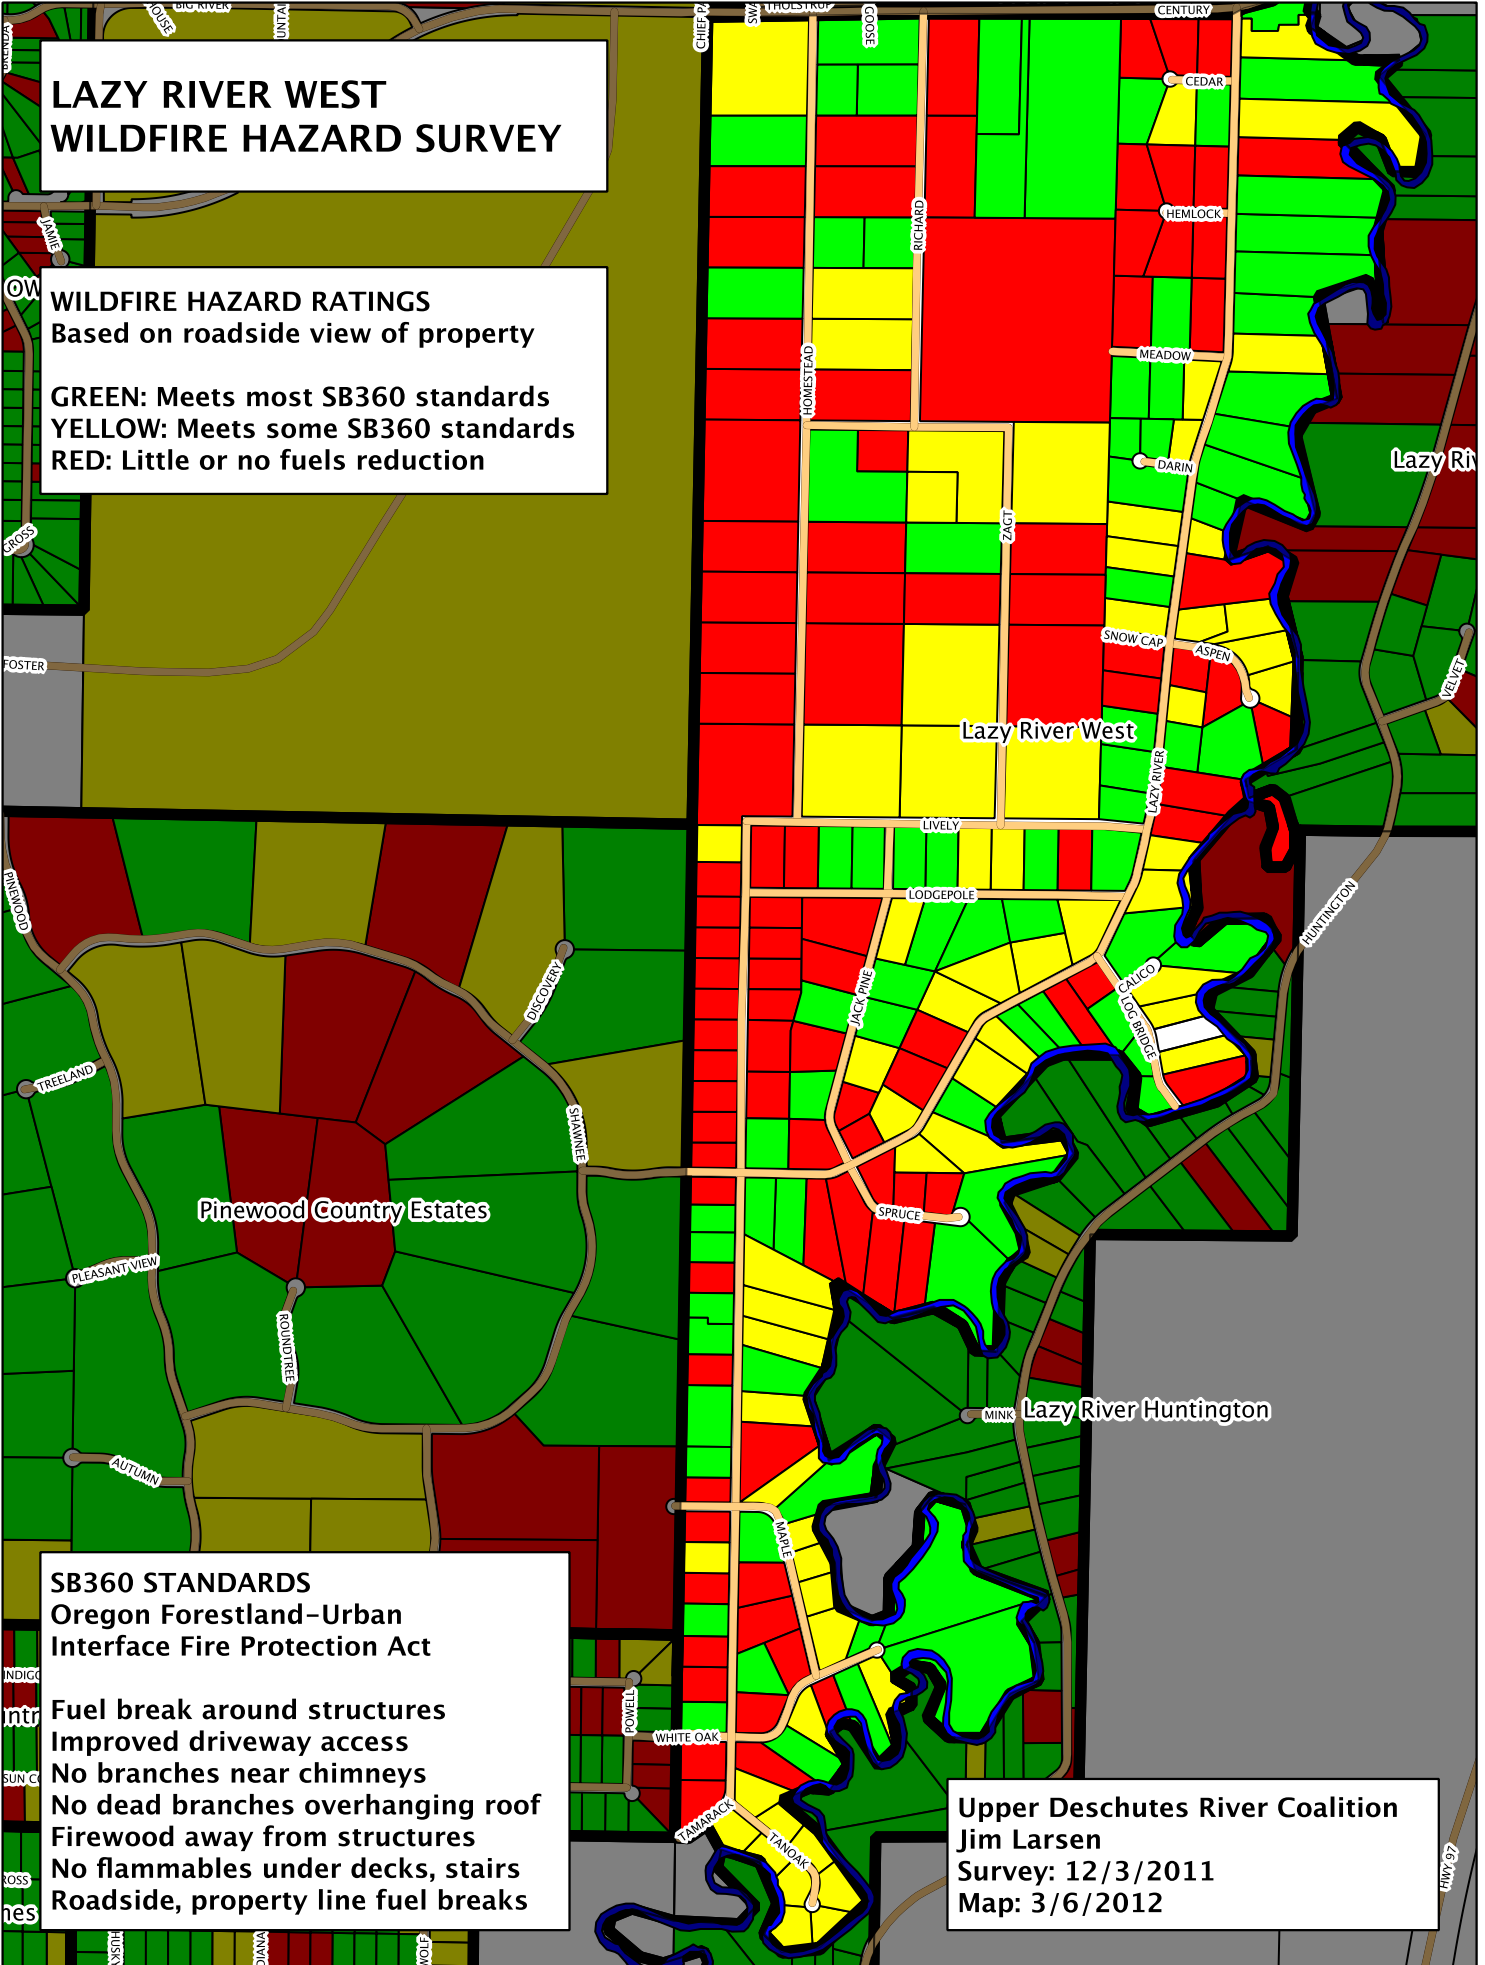 BIG RIVER
THOLSTRUP
GOOSE
CENTURY
LAZY RIVER WEST
WILDFIRE HAZARD SURVEY
CEDAR
HEMLOCK
JAMIE
RICHARD
WILDFIRE HAZARD RATINGS
Based on roadside view of property
GREEN: Meets most SB360 standards
YELLOW: Meets some SB360 standards
RED: Little or no fuels reduction
MEADOW
HOMESTEAD
DARIN
ZAGT
GROSS
SNOW CAP
ASPEN
FOSTER
VELVET
Lazy River West
LAZY RIVER
LIVELY
LODGEPOLE
PINEWOOD
HUNTINGTON
DISCOVERY
JACK PINE
CALICO
LOG BRIDGE
TREELAND
SHAWNEE
Pinewood Country Estates
SPRUCE
PLEASANT VIEW
ROUNDTREE
MINK
Lazy River Huntington
AUTUMN
MAPLE
SB360 STANDARDS
Oregon Forestland-Urban
Interface Fire Protection Act
Fuel break around structures
Improved driveway access
No branches near chimneys
No dead branches overhanging roof
Firewood away from structures
No flammables under decks, stairs
Roadside, property line fuel breaks
POWELL
WHITE OAK
TAMARACK
TANOAK
Upper Deschutes River Coalition
Jim Larsen
Survey: 12/3/2011
Map: 3/6/2012
HWY 97